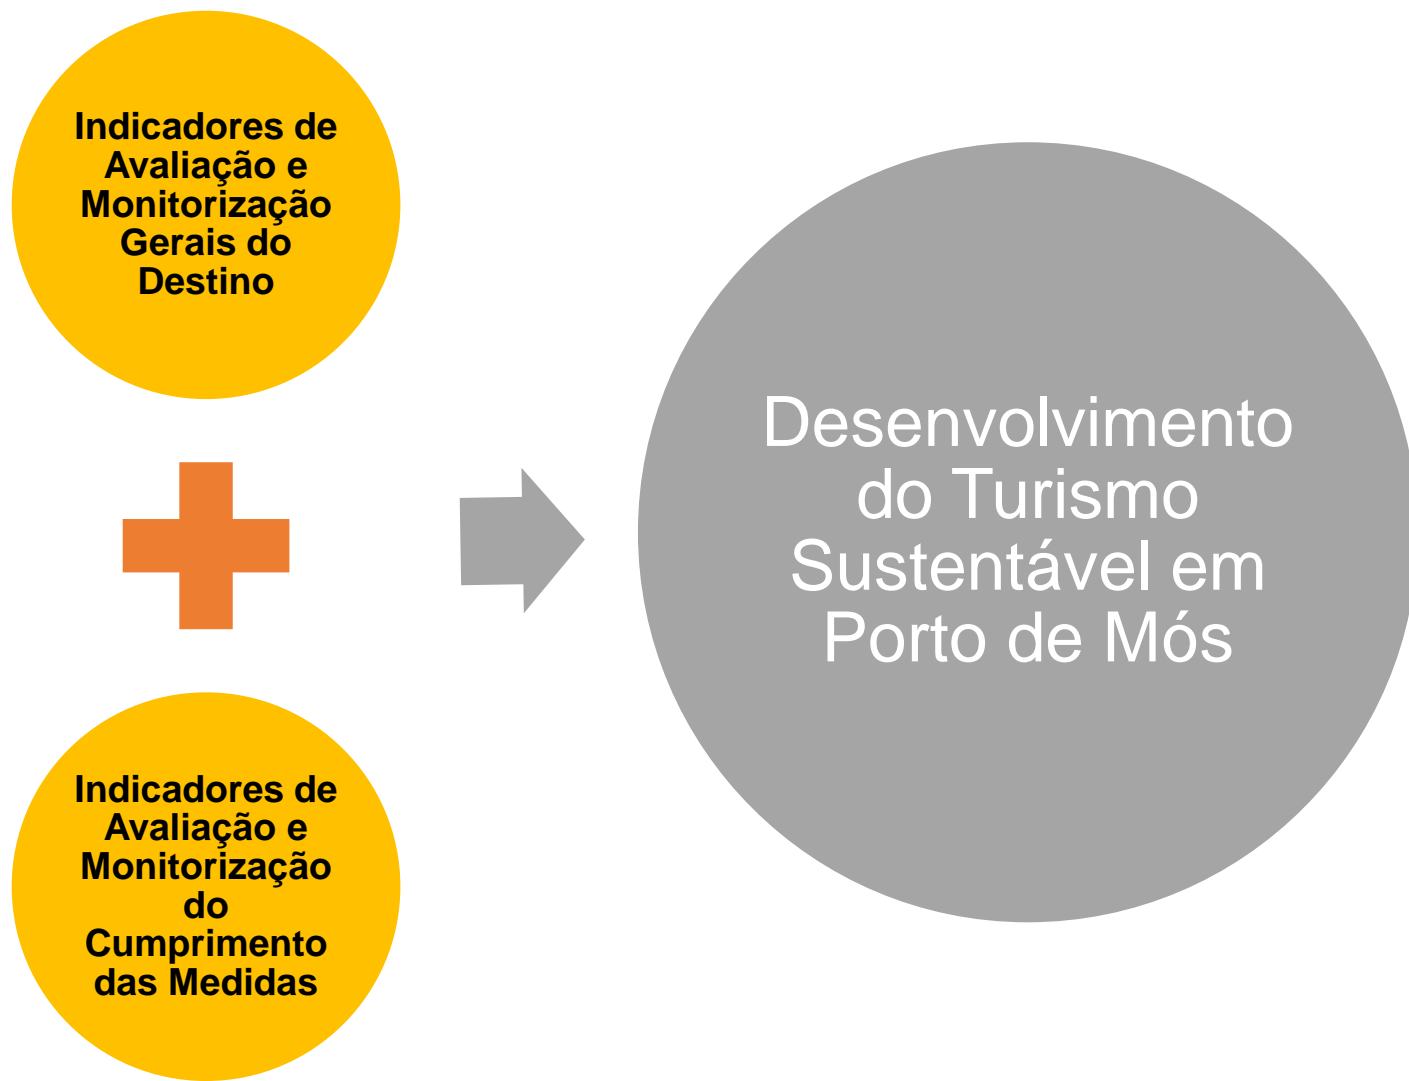 Indicadores de
Avaliação e
Monitorização
Gerais do
Destino
Indicadores de
Avaliação e
Monitorização
do
Cumprimento
das Medidas
Desenvolvimento
do Turismo
Sustentável em
Porto de Mós